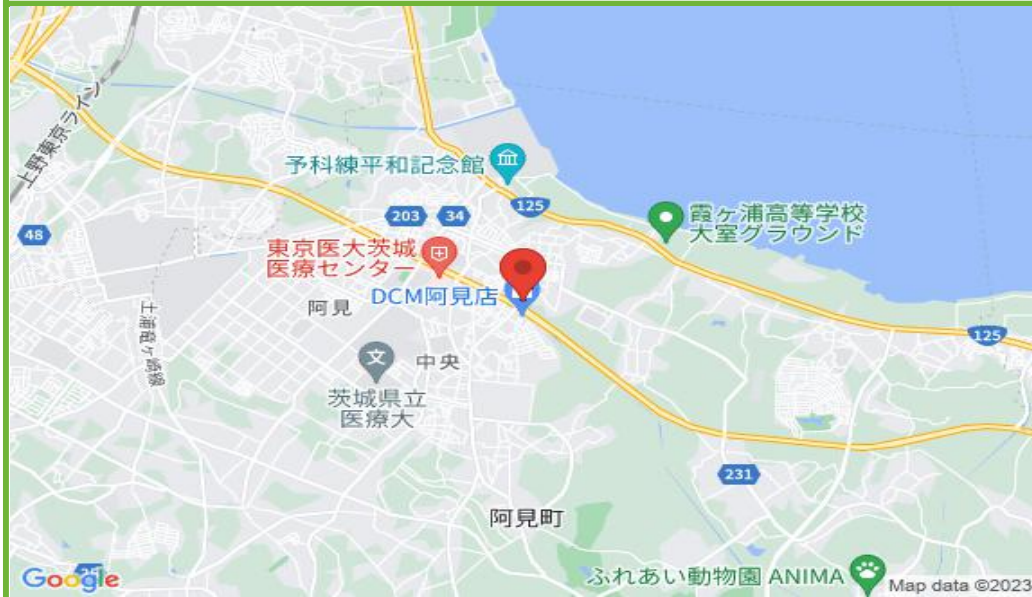 上野東京ライン
予科練平和記念館
203
34
125
霞ヶ浦高等学校
大室グラウンド
48
東京医大茨城
医療センター
DCM阿見店
阿見
土浦竜ヶ崎線
125
中央
茨城県立
医療大
231
阿見町
ふれあい動物園 ANIMA
Google
Map data ©2023